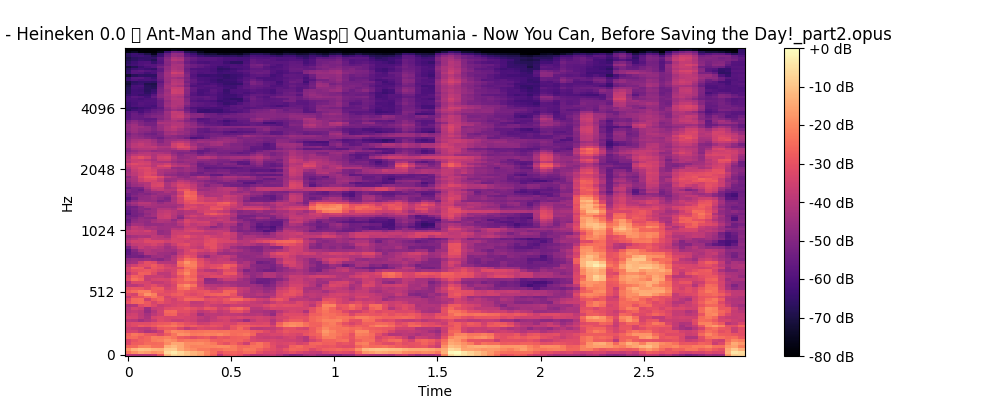 - Heineken 0.0 Ant-Man and The Wasp Quantumania - Now You Can, Before Saving the Day!_part2.opus
+0 dB
-10 dB
-20 dB
-30 dB
-40 dB
-50 dB
-60 dB
-70 dB
-80 dB
Hz
4096
2048
1024
512
0
0
0.5
1
1.5
2
2.5
Time